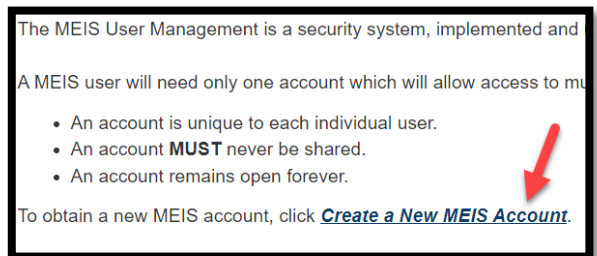 The MEIS User Management is a security system, implemented and
A MEIS user will need only one account which will allow access to
• An account is unique to each individual user.
• An account MUST never be shared.
• An account remains open forever.
To obtain a new MEIS account, click Create a New MEIS Account.